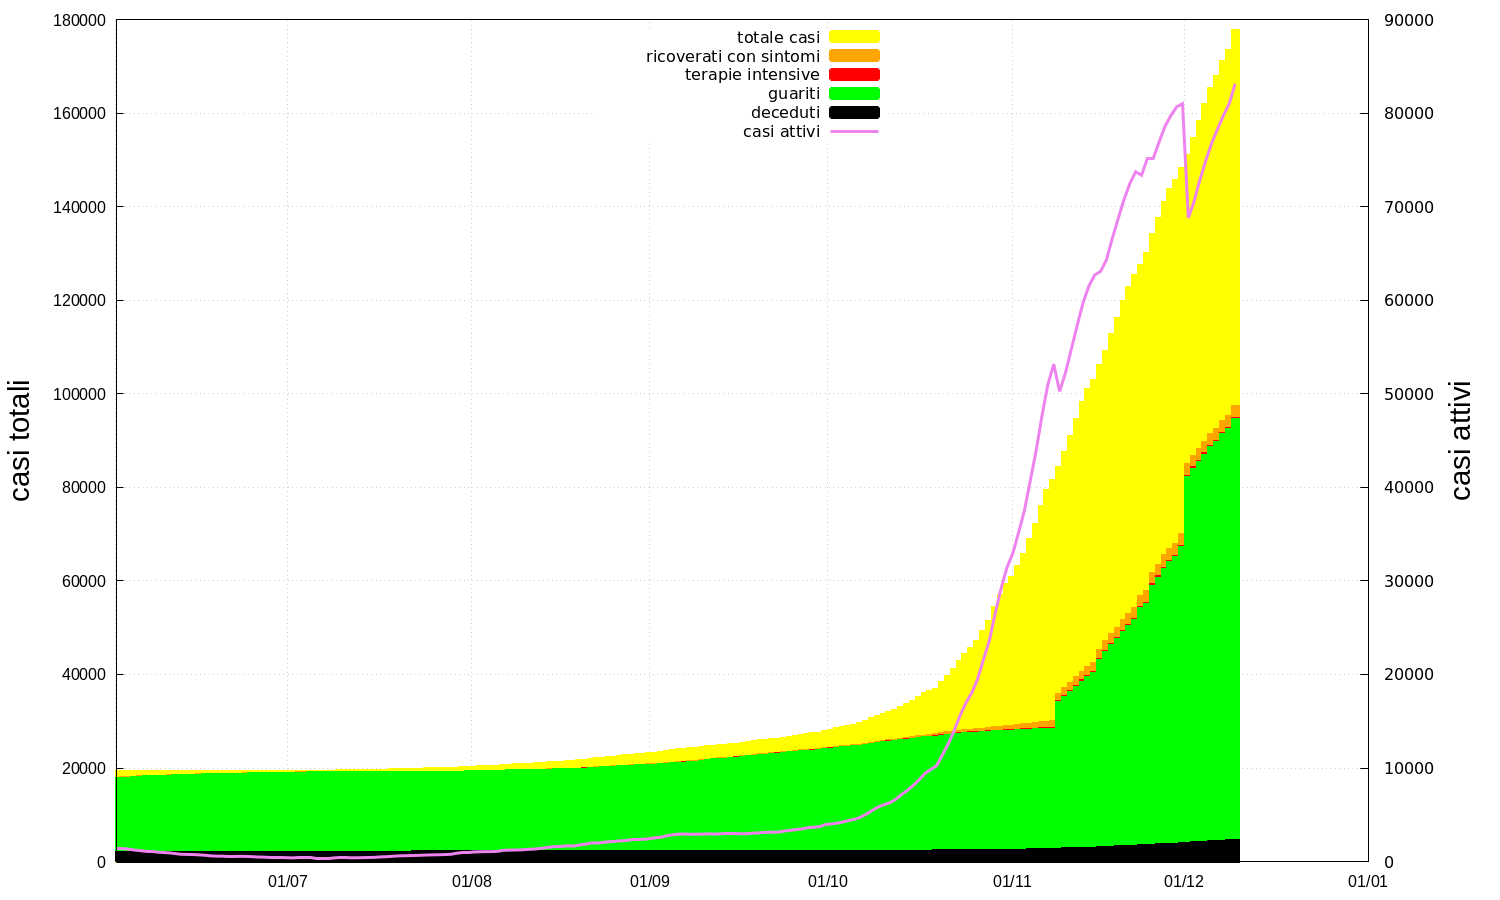 totale casi
ricoverati con sintomi
terapie intensive
guariti
deceduti
casi attivi
180000
160000
140000
120000
100000
80000
60000
40000
20000
0
casi totali
90000
80000
70000
60000
50000
40000
30000
20000
10000
0
casi attivi
01/07 01/08 01/09 01/10 01/11 01/12 01/01